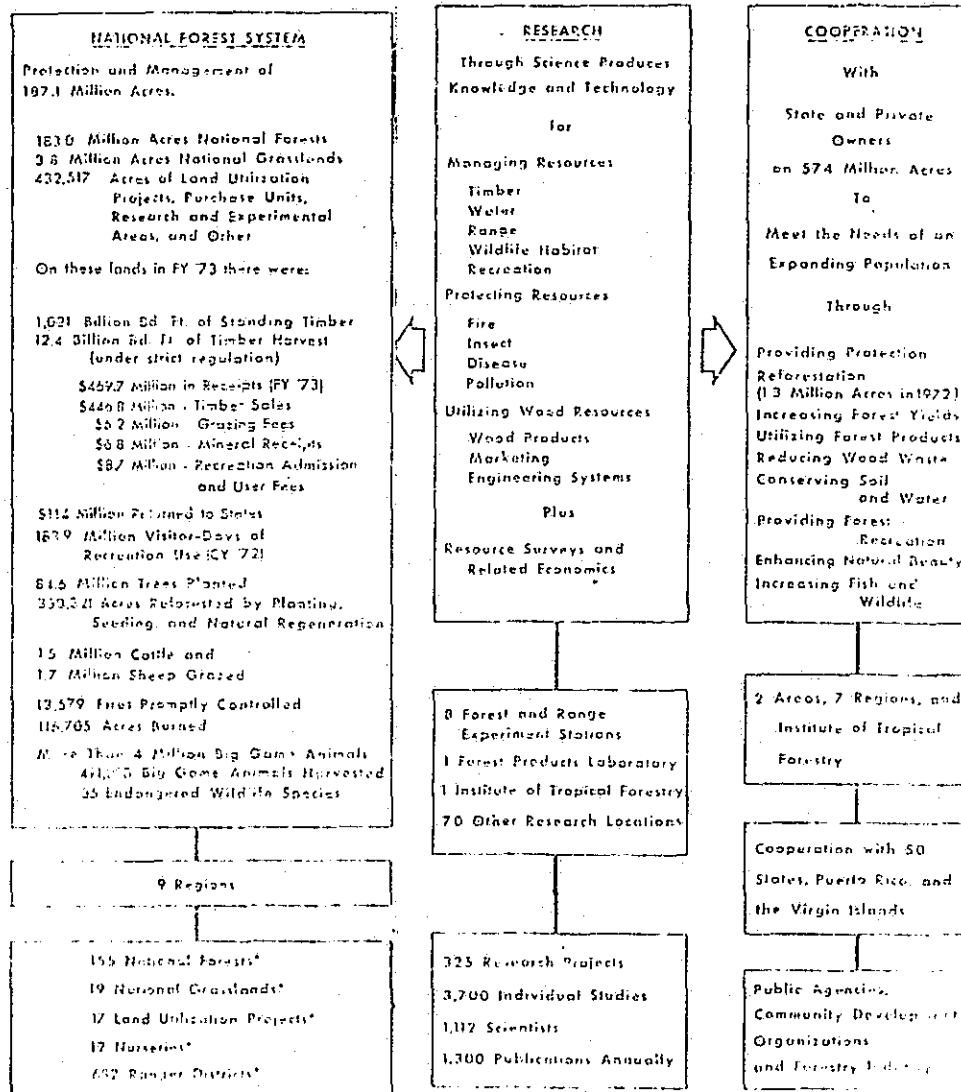 NATIONAL FOREST SYSTEM
Protection and Management of
187.1 Million Acres.
183.0 Million Acres National Forests
3.8 Million Acres National Grasslands
432,517 Acres of Land Utilization
Projects, Purchase Units,
Research and Experimental
Areas, and Other
On these lands in FY '73 there were:
1,021 Billion Bd. Ft. of Standing Timber
12.4 Billion Bd. Ft. of Timber Harvest
(under strict regulation)
$469.7 Million in Receipts (FY '73)
$446.8 Million - Timber Sales
Million - Grazing Fees
$6.8 Million - Mineral Receipts
$8.7 Million - Recreation Admission
and User Fees
Million Returned to States
183.9 Million Visitor-Days of
Recreation Use (CY '72)
Million Trees Planted
Acres Reforested by Planting,
Seeding, and Natural Regeneration
1.5 Million Cattle and
1.7 Million Sheep Grazed
Fires Promptly Controlled
116,705 Acres Burned
More Than 4 Million Big Game Animals
Big Game Animals Harvested
Endangered Wildlife Species
9 Regions
155 National Forests*
19 National Grasslands*
17 Land Utilization Projects*
Nurseries*
Ranger Districts*
RESEARCH
Through Science Produces
Knowledge and Technology
for
Managing Resources
Timber
Water
Range
Wildlife Habitat
Recreation
Protecting Resources
Fire
Insect
Disease
Pollution
Utilizing Wood Resources
Wood Products
Marketing
Engineering Systems
Plus
Resource Surveys and
Related Economics
8 Forest and Range
Experiment Stations
1 Forest Products Laboratory
1 Institute of Tropical Forestry
70 Other Research Locations
325 Research Projects
3,700 Individual Studies
1,112 Scientists
1,300 Publications Annually
COOPERATION
With
State and Private
Owners
on 574 Million Acres
To
Meet the Needs of an
Expanding Population
Through
Providing Protection
Reforestation
(1.3 Million Acres in 1972)
Increasing Forest Yields
Utilizing Forest Products
Reducing Wood Waste
Conserving Soil
and Water
Providing Forest
Recreation
Enhancing Natural Beauty
Increasing Fish and
Wildlife
2 Areas, 7 Regions, and
Institute of Tropical
Forestry
Cooperation with 50
States, Puerto Rico, and
the Virgin Islands
Public Agencies,
Community Development
Organizations
and Forestry Industry